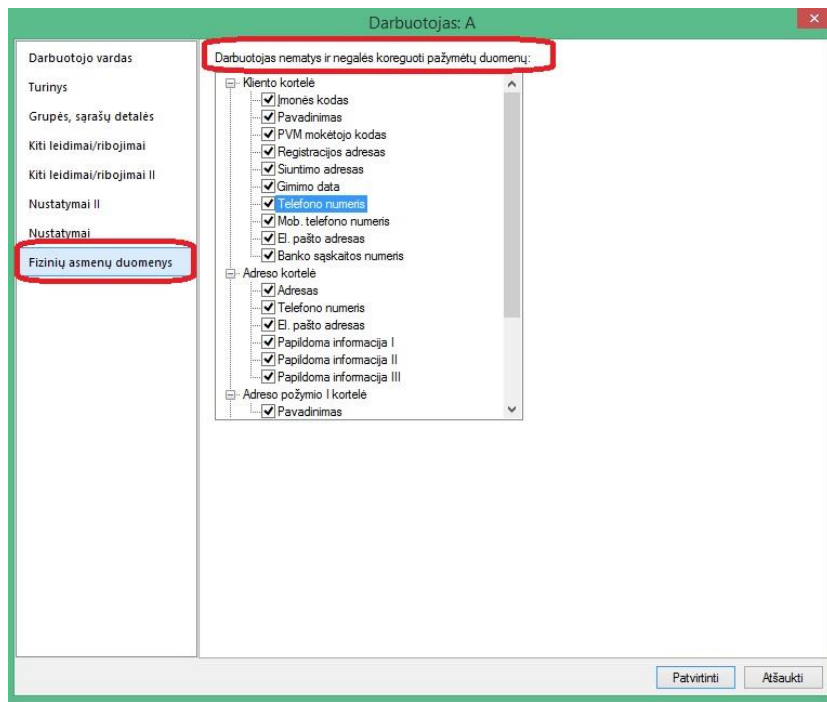 Darbuotojas: A
Darbuotojo vardas
Turinys
Grupės, sąrašų detalės
Kiti leidimai/ribojimai
Kiti leidimai/ribojimai II
Nustatymai II
Nustatymai
Fizinių asmenų duomenys
Darbuotojas nematys ir negalės koreguoti pažymėtų duomenų:
Kliento kortelė
Įmonės kodas
Pavadinimas
PVM mokėtojo kodas
Registracijos adresas
Siuntimo adresas
Gimimo data
Telefono numeris
Mob. telefono numeris
El. pašto adresas
Banko sąskaitos numeris
Adreso kortelė
Adresas
Telefono numeris
El. pašto adresas
Papildoma informacija I
Papildoma informacija II
Papildoma informacija III
Adreso požymio I kortelė
Pavadinimas
Patvirtinti
Atšaukti